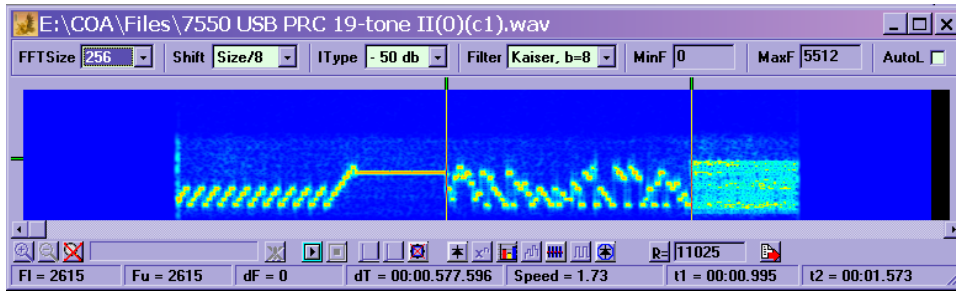 E:\COA\Files\7550 USB PRC 19-tone II(0)(c1).wav
FFTSize 256 Shift Size/8 IType - 50 db Filter Kaiser, b=8 MinF 0 MaxF 5512 AutoL
R= 11025
Fl = 2615 Fu = 2615 dF = 0 dT = 00:00.577.596 Speed = 1.73 t1 = 00:00.995 t2 = 00:01.573